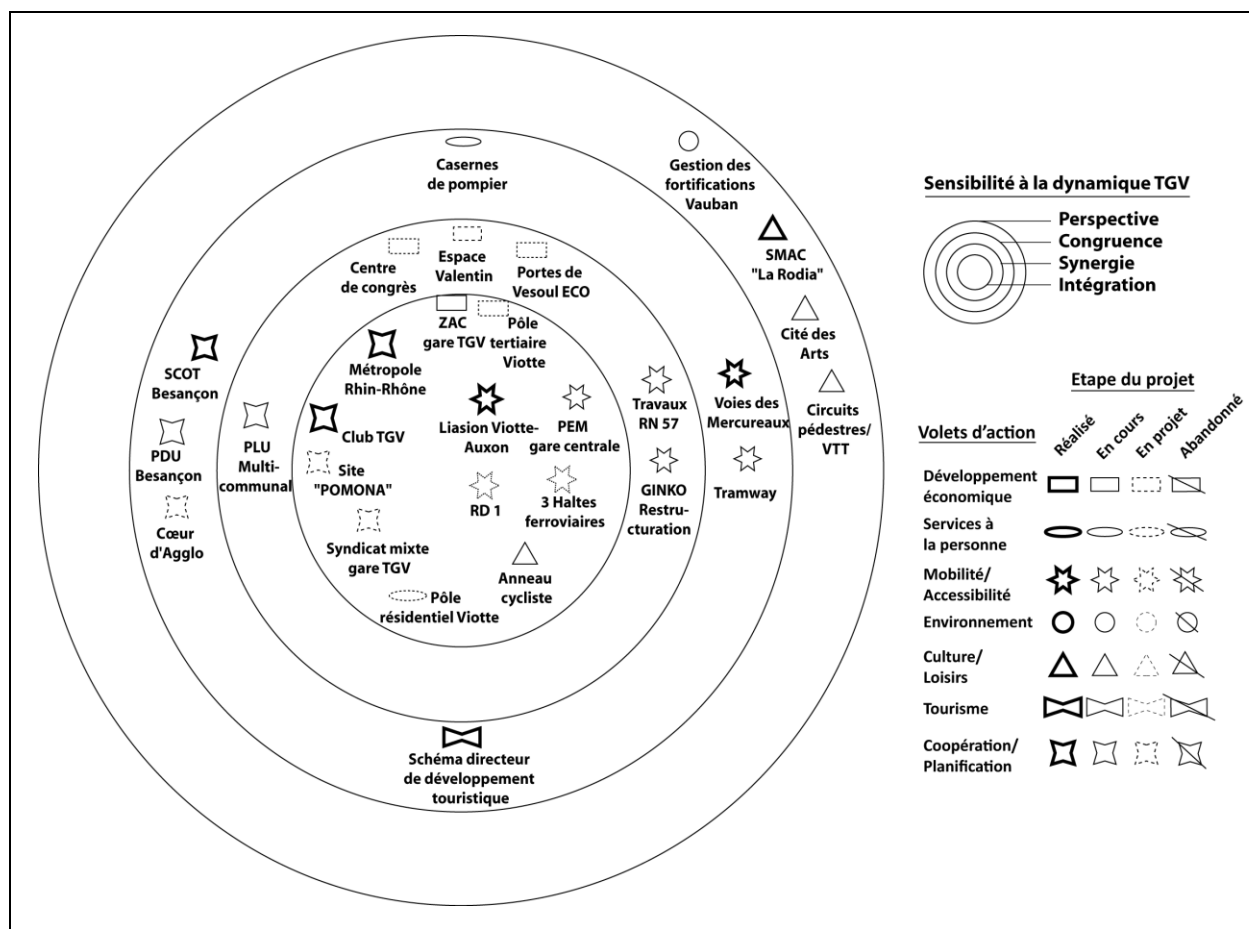 Casernes
de pompier
Gestion des
fortifications
Vauban
SMAC
"La Rodia"
Cité des
Arts
Circuits
pédestres/
VTT
Centre
de congrès
Espace
Valentin
Portes de
Vesoul ECO
ZAC
gare TGV
Pôle
tertiaire
Viotte
SCOT
Besançon
PDU
Besançon
Cœur
d'Agglo
PLU
Multi-
communal
Métropole
Rhin-Rhône
Club TGV
Site
"POMONA"
Syndicat mixte
gare TGV
Liasion Viotte-
Auxon
PEM
gare centrale
RD 1
3 Haltes
ferroviaires
Anneau
cycliste
Pôle
résidentiel Viotte
Travaux
RN 57
GINKO
Restru-
cturation
Voies des
Mercureaux
Tramway
Schéma directeur
de développement
touristique
Sensibilité à la dynamique TGV
Perspective
Congruence
Synergie
Intégration
Etape du projet
Volets d'action
Réalisé
En cours
En projet
Abandonné
Développement
économique
Services à
la personne
Mobilité/
Accessibilité
Environnement
Culture/
Loisirs
Tourisme
Coopération/
Planification